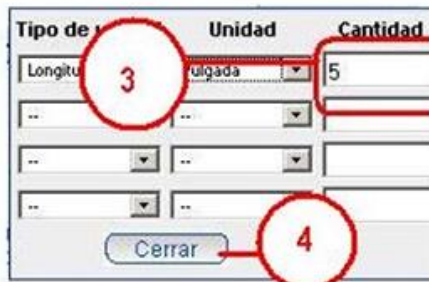 Tipo de Unidad Cantidad
Longitu 3 ulgada 5
-- --
-- --
-- --
Cerrar 4